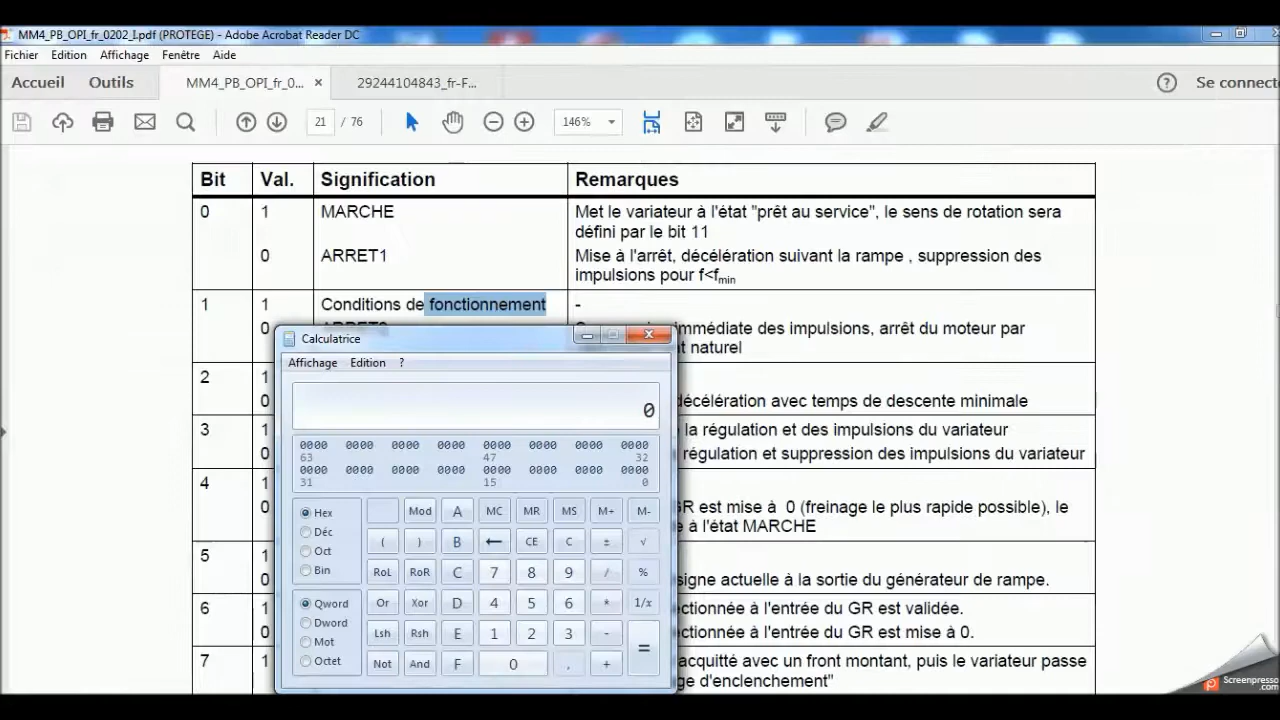 MM4_PB_OPI_fr_0202_I.pdf (PROTEGE) - Adobe Acrobat Reader DC
Fichier Edition Affichage Fenêtre Aide
Accueil Outils MM4_PB_OPI_fr_0... × 29244104843_fr-F... ? Se connect
21 / 76 146%
Bit Val. Signification Remarques
0 1 MARCHE Met le variateur à l'état "prêt au service", le sens de rotation sera
défini par le bit 11
0 ARRET1 Mise à l'arrêt, décélération suivant la rampe , suppression des
impulsions pour f<fmin
1 1 Conditions de fonctionnement -
0 immédiate des impulsions, arrêt du moteur par
naturel
2 1
0 décélération avec temps de descente minimale
3 1 la régulation et des impulsions du variateur
0 régulation et suppression des impulsions du variateur
4 1
0 GR est mise à 0 (freinage le plus rapide possible), le
à l'état MARCHE
5 1
0 actuelle à la sortie du générateur de rampe.
6 1 à l'entrée du GR est validée.
0 à l'entrée du GR est mise à 0.
7 1 acquitté avec un front montant, puis le variateur passe
d'enclenchement"
Calculatrice
Affichage Edition ?
0
0000 0000 0000 0000 0000 0000 0000 0000
63 47 32
0000 0000 0000 0000 0000 0000 0000 0000
31 15 0
Hex Mod A MC MR MS M+ M-
Déc ( ) B ← CE C ± √
Oct
Bin RoL RoR C 7 8 9 / %
Qword Or Xor D 4 5 6 * 1/x
Dword
Mot Lsh Rsh E 1 2 3 - =
Octet Not And F 0 , +
Screenpresso
.com